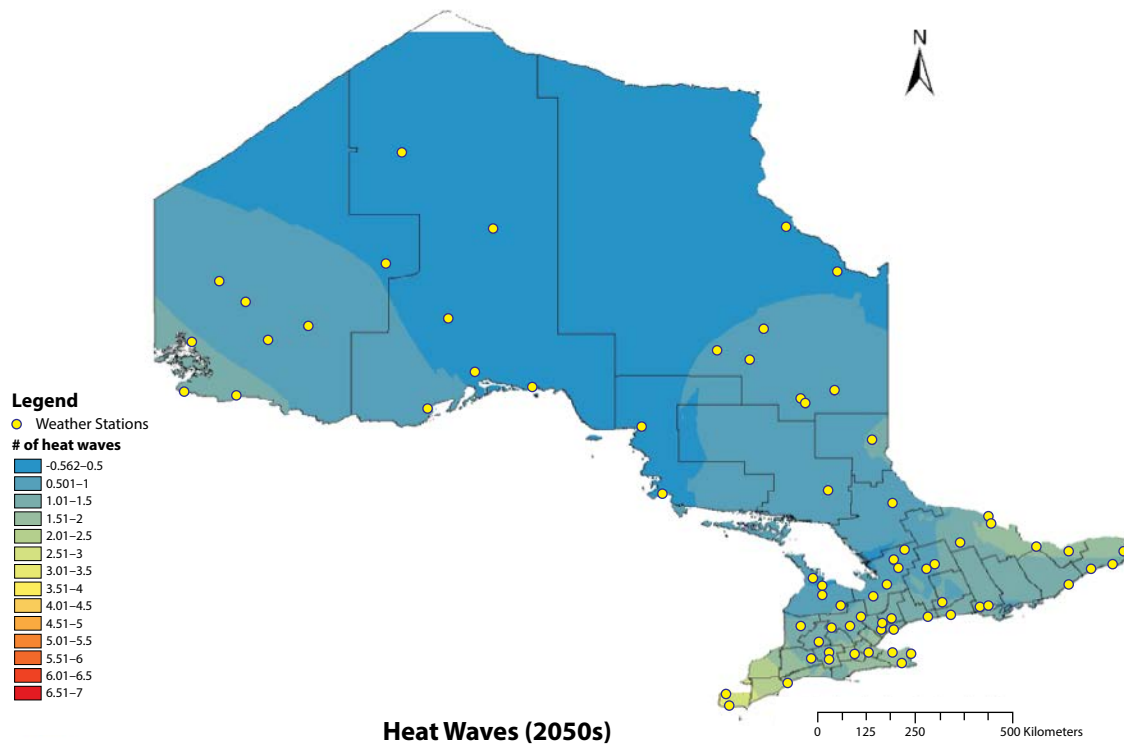 N
Legend
Weather Stations
# of heat waves
-0.562–0.5
0.501–1
1.01–1.5
1.51–2
2.01–2.5
2.51–3
3.01–3.5
3.51–4
4.01–4.5
4.51–5
5.01–5.5
5.51–6
6.01–6.5
6.51–7
Heat Waves (2050s)
0 125 250 500 Kilometers